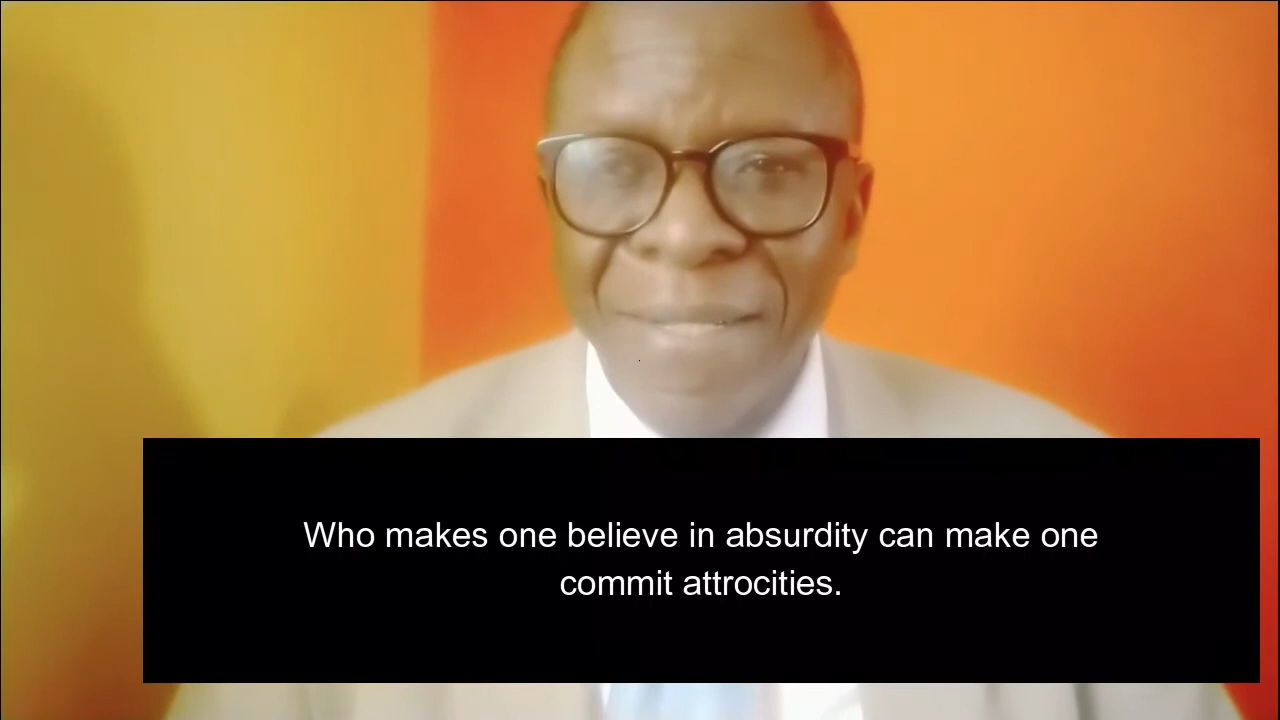 Who makes one believe in absurdity can make one
commit attrocities.